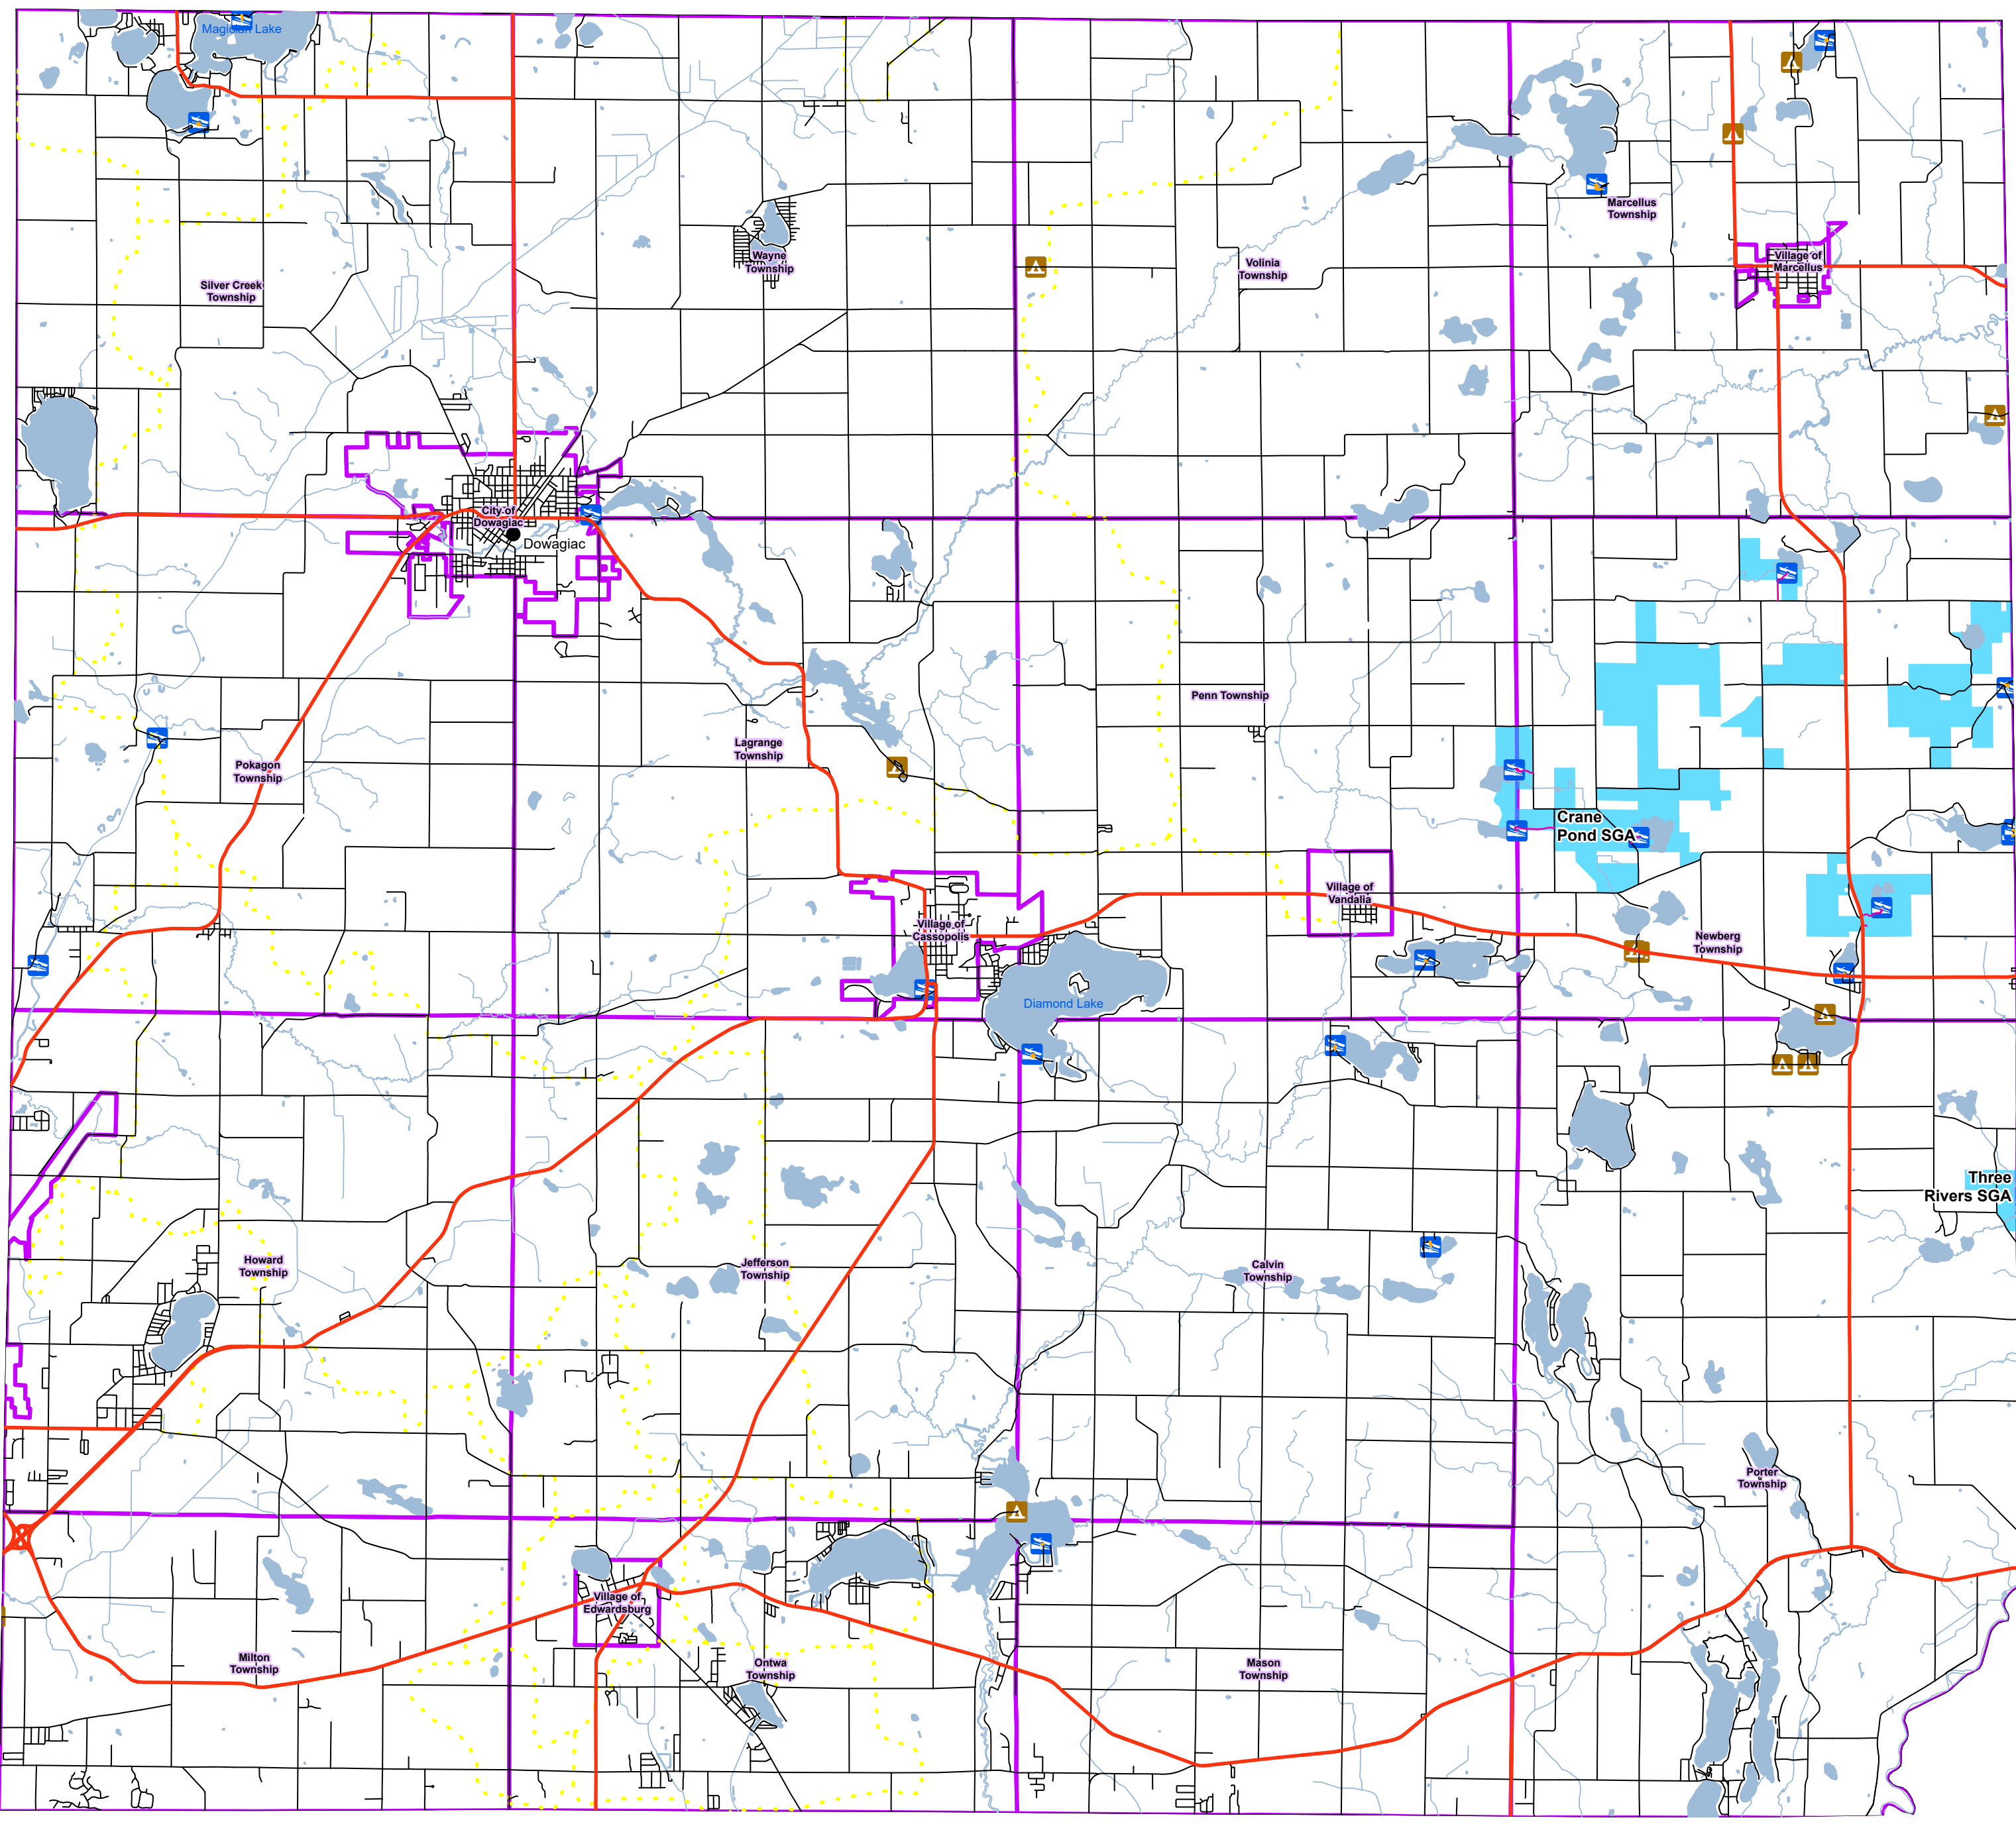 Magician Lake
Marcellus
Township
Wayne
Township
Volinia
Township
Village of
Marcellus
Silver Creek
Township
City of
Dowagiac
Dowagiac
Penn Township
Lagrange
Township
Pokagon
Township
Crane
Pond SGA
Village of
Vandalia
Village of
Cassopolis
Newberg
Township
Diamond Lake
Three
Rivers SGA
Howard
Township
Jefferson
Township
Calvin
Township
Porter
Township
Village of
Edwardsburg
Milton
Township
Ontwa
Township
Mason
Township